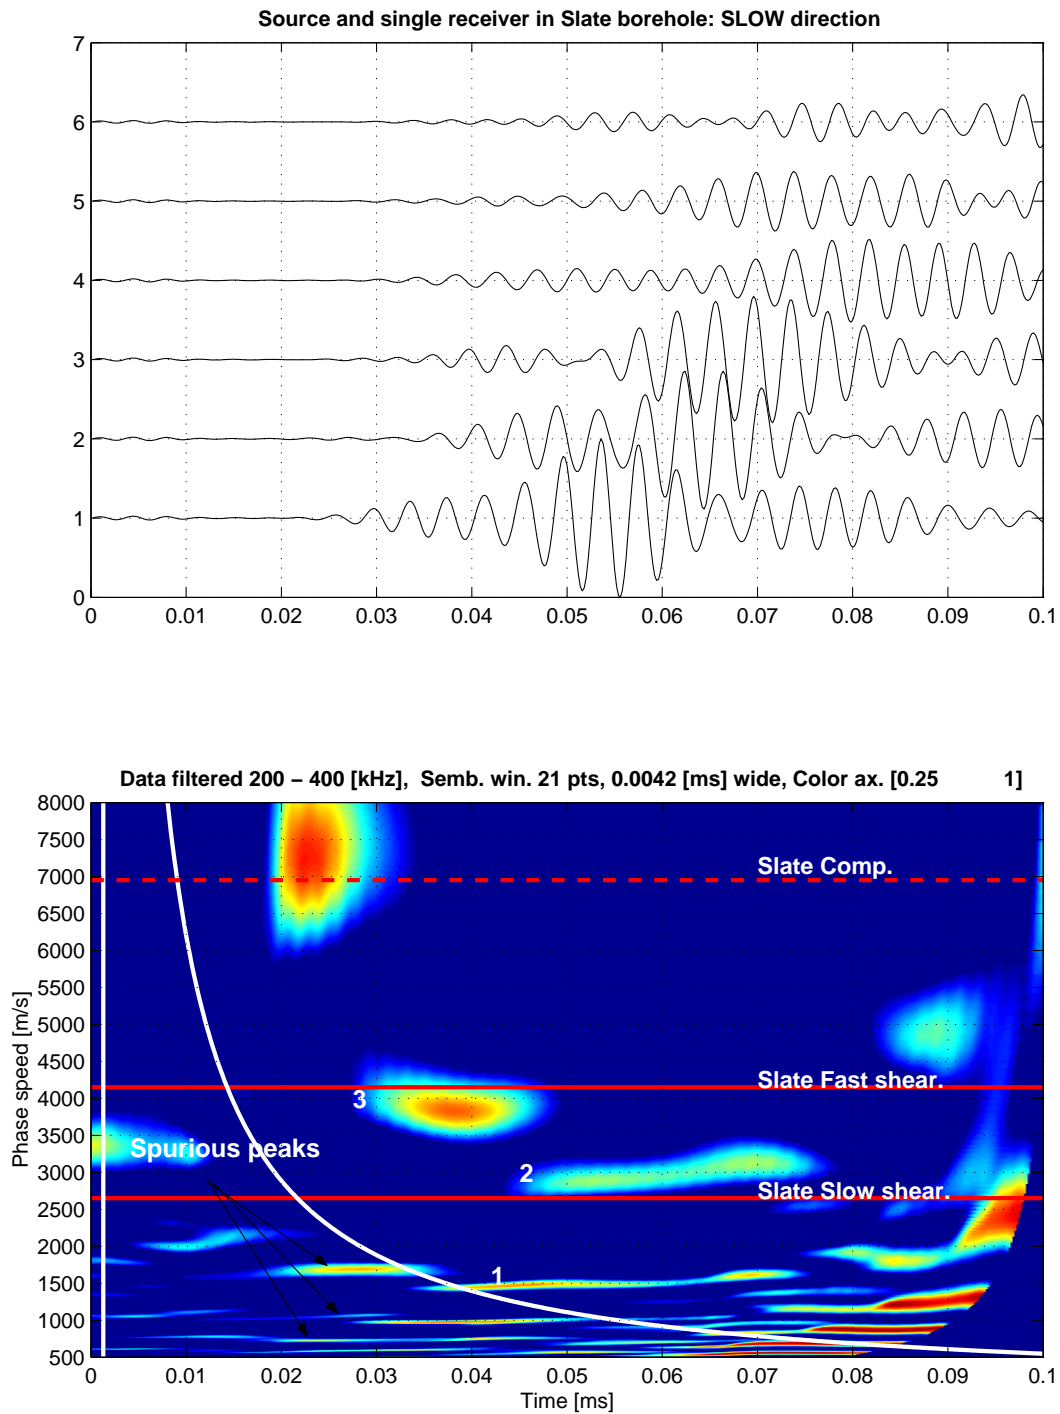 Source and single receiver in Slate borehole: SLOW direction
7
6
5
4
3
2
1
0
0 0.01 0.02 0.03 0.04 0.05 0.06 0.07 0.08 0.09 0.1
Data filtered 200 – 400 [kHz], Semb. win. 21 pts, 0.0042 [ms] wide, Color ax. [0.25 1]
8000
7500
Slate Comp.
7000
6500
6000
5500
5000
4500
Slate Fast shear.
4000
3
3500
Spurious peaks
3000
2
Slate Slow shear.
2500
2000
1500
1
1000
500
Phase speed [m/s]
0 0.01 0.02 0.03 0.04 0.05 0.06 0.07 0.08 0.09 0.1
Time [ms]